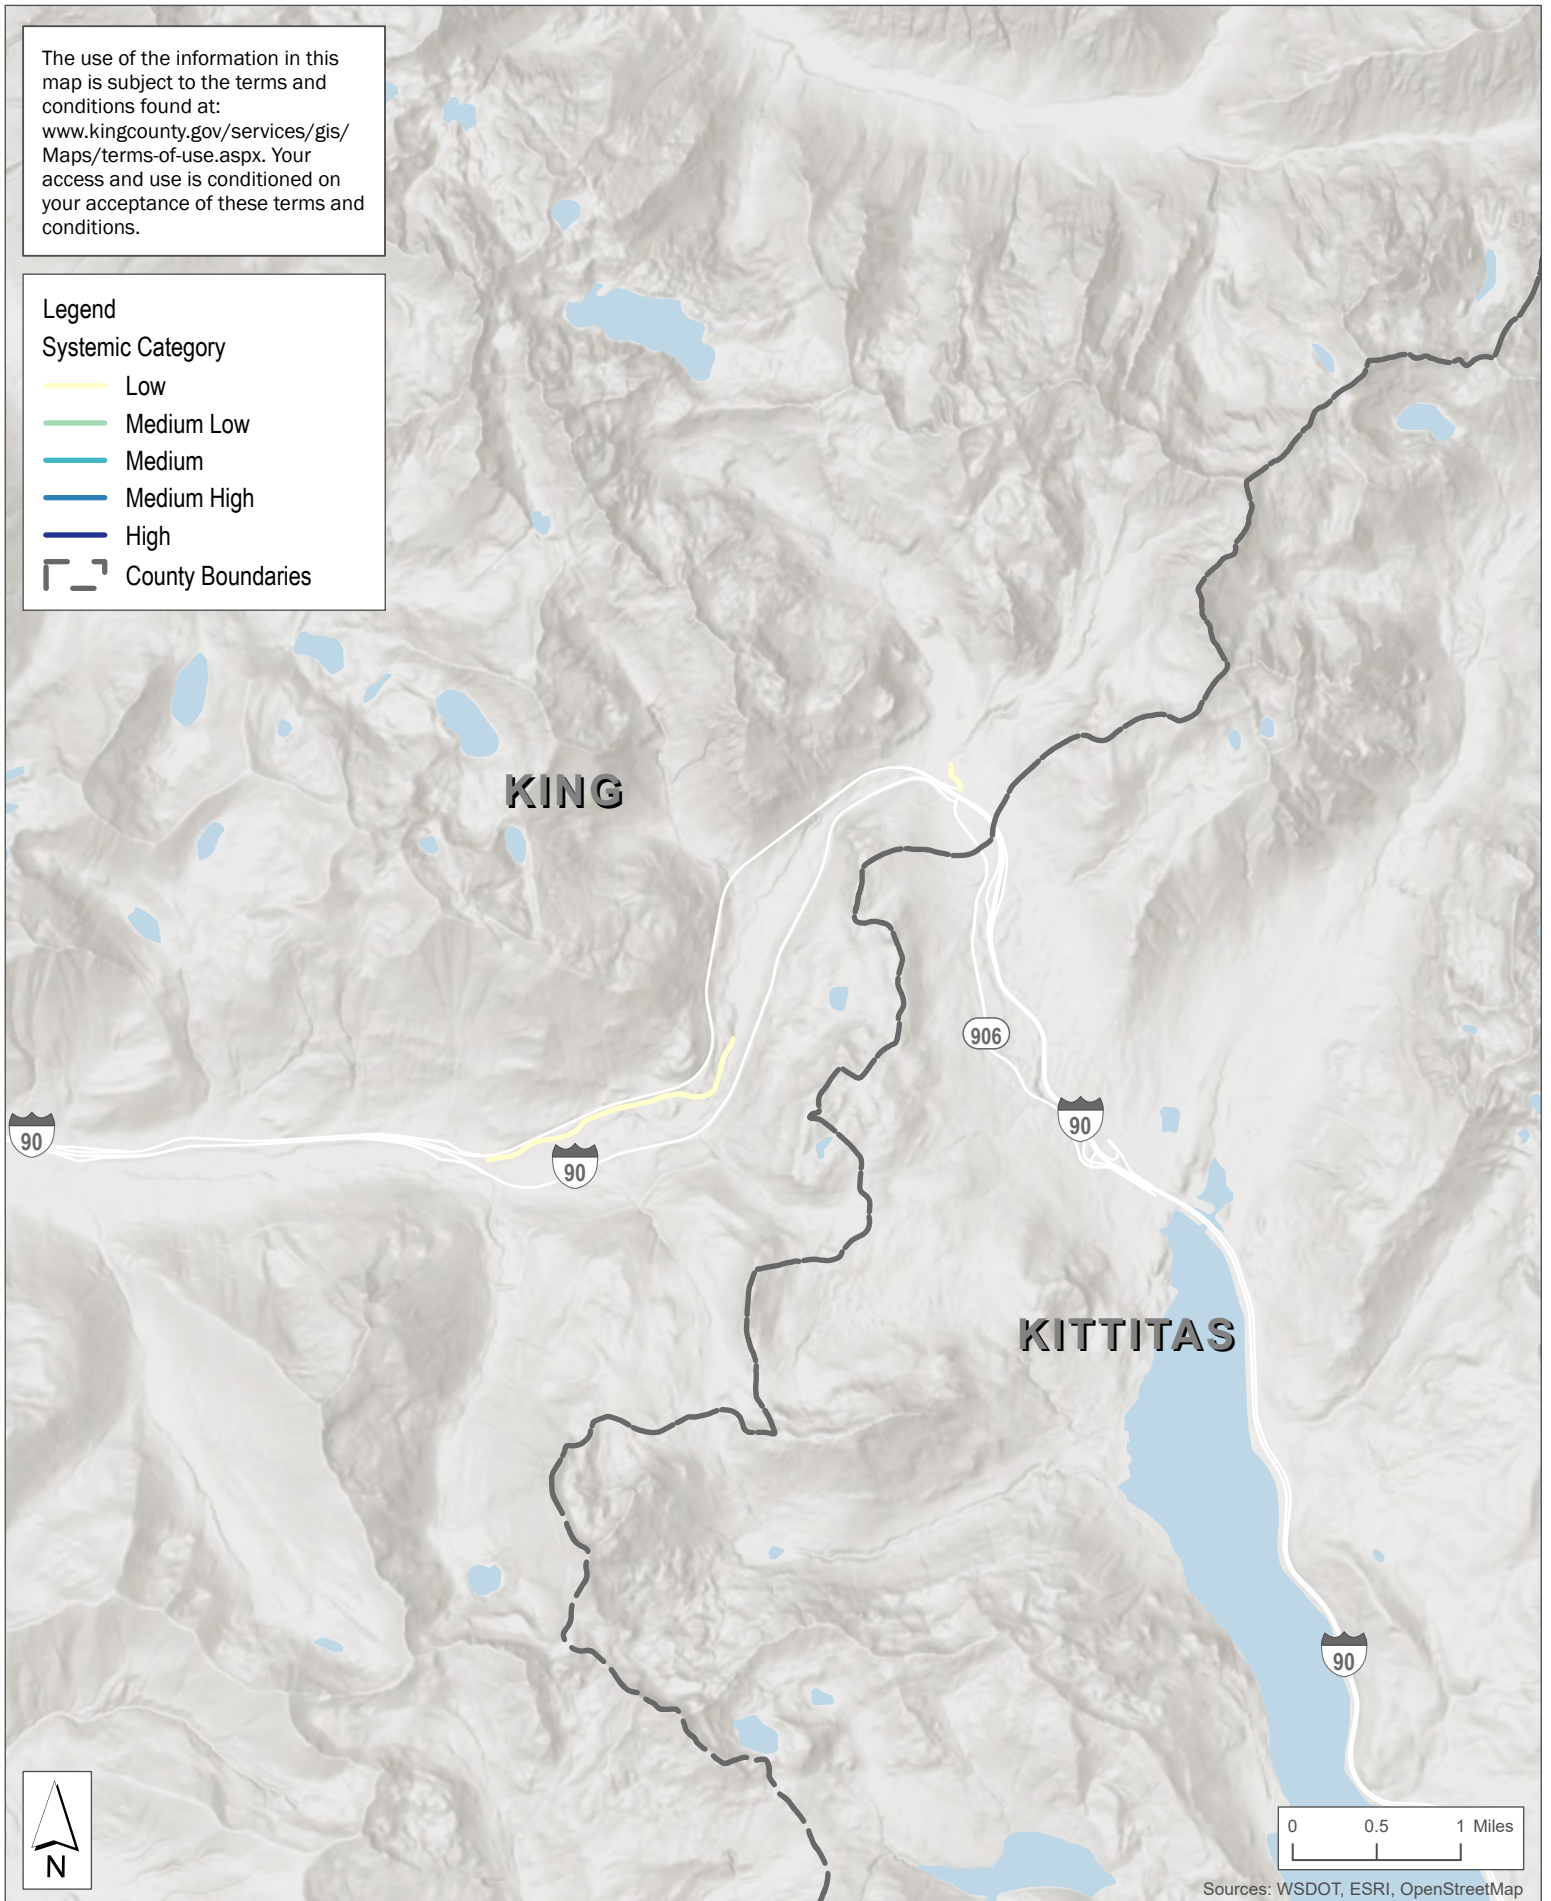 The use of the information in this
map is subject to the terms and
conditions found at:
www.kingcounty.gov/services/gis/
Maps/terms-of-use.aspx. Your
access and use is conditioned on
your acceptance of these terms and
conditions.
Legend
Systemic Category
Low
Medium Low
Medium
Medium High
High
County Boundaries
KING
906
90
90
90
KITTITAS
90
N
0 0.5 1 Miles
Sources: WSDOT, ESRI, OpenStreetMap